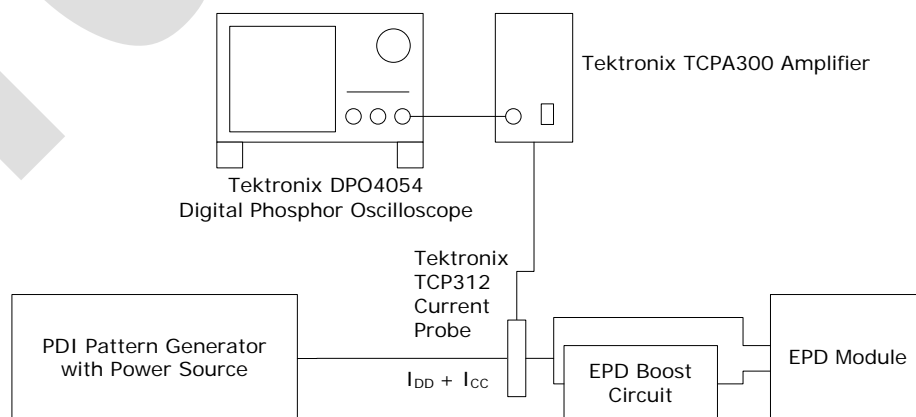 Tektronix TCPA300 Amplifier
Tektronix DPO4054
Digital Phosphor Oscilloscope
Tektronix
TCP312
Current
Probe
PDI Pattern Generator
with Power Source
IDD + ICC
EPD Boost
Circuit
EPD Module